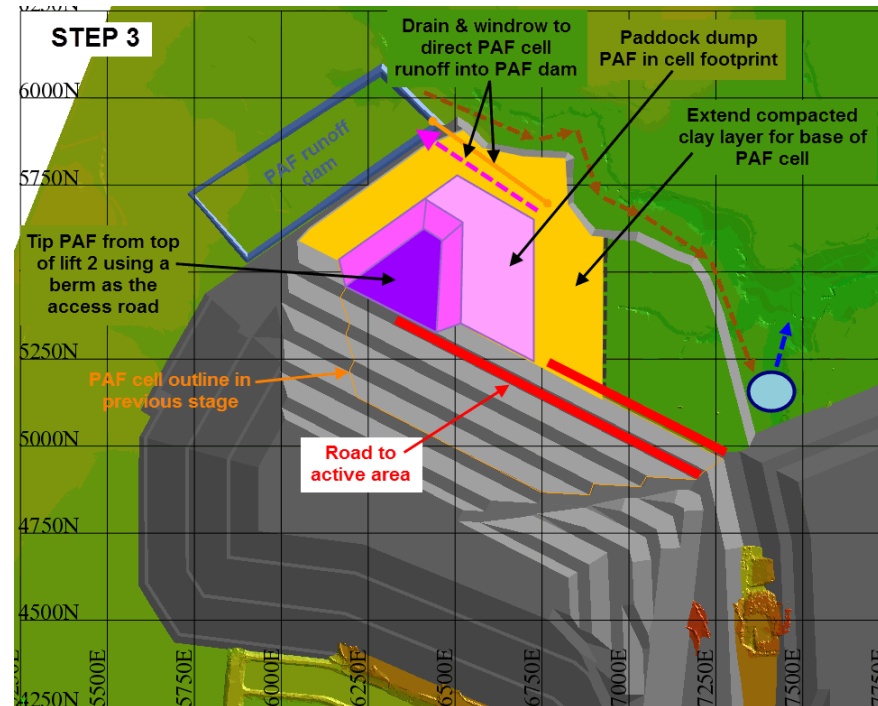 STEP 3
Drain & windrow to
direct PAF cell
runoff into PAF dam
Paddock dump
PAF in cell footprint
Extend compacted
clay layer for base of
PAF cell
PAF runoff
dam
Tip PAF from top
of lift 2 using a
berm as the
access road
PAF cell outline in
previous stage
Road to
active area
6000N
5750N
5250N
5000N
4750N
4500N
4250N
5500E
5750E
6000E
6250E
6500E
6750E
7000E
7250E
7500E